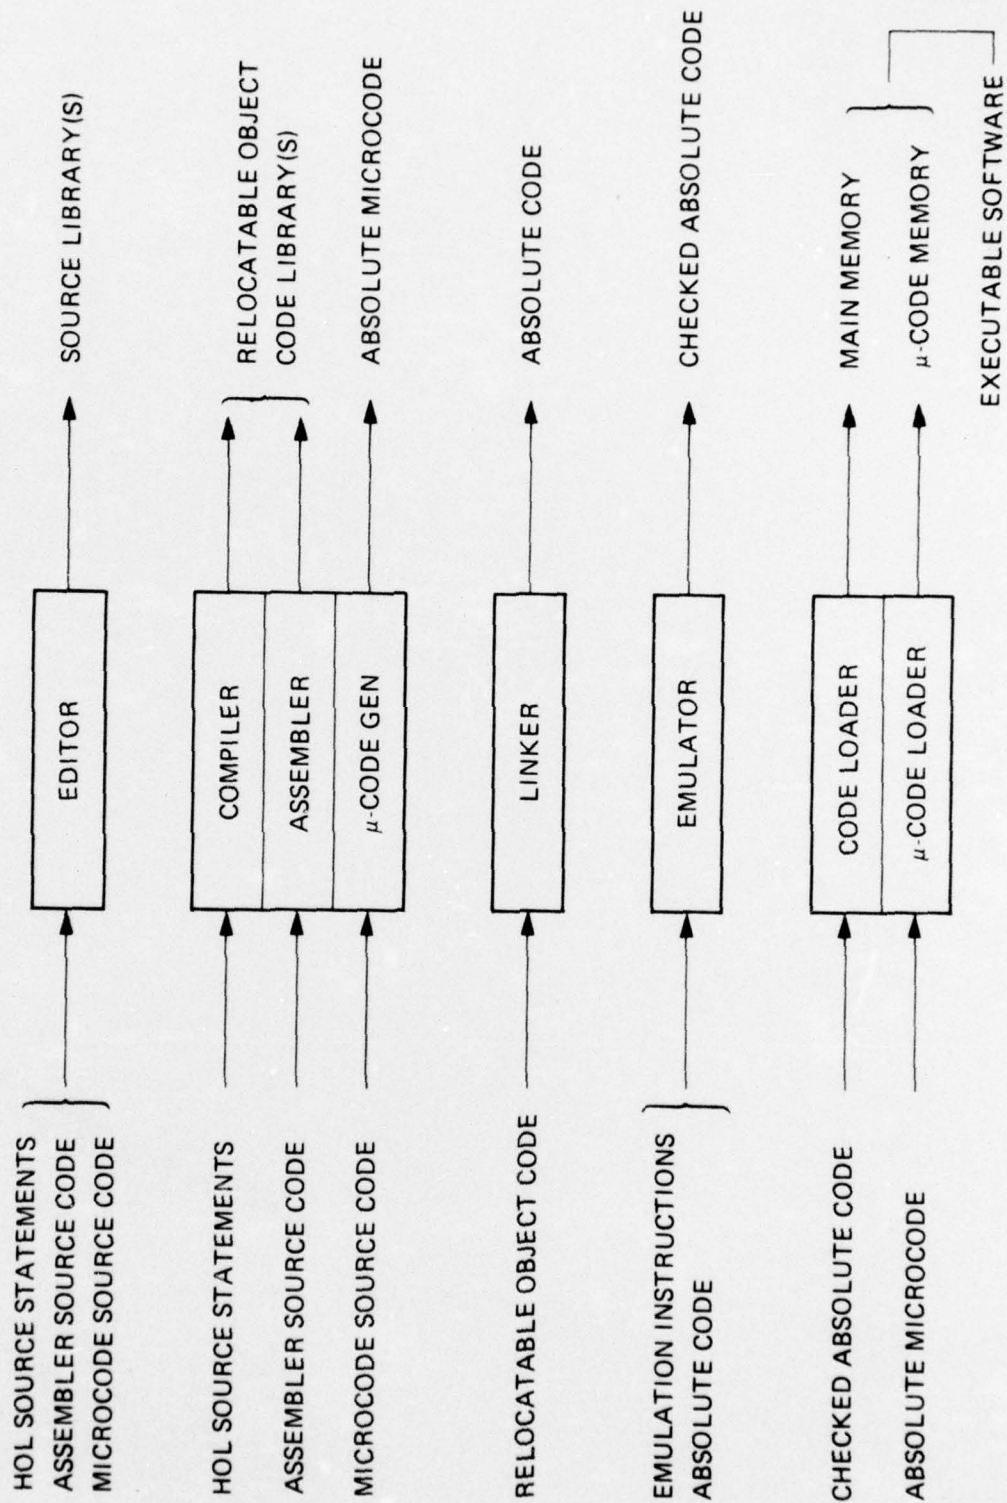 HOL SOURCE STATEMENTS
ASSEMBLER SOURCE CODE
MICROCODE SOURCE CODE
EDITOR
SOURCE LIBRARY(S)
HOL SOURCE STATEMENTS
COMPILER
ASSEMBLER SOURCE CODE
ASSEMBLER
RELOCATABLE OBJECT
CODE LIBRARY(S)
MICROCODE SOURCE CODE
μ-CODE GEN
ABSOLUTE MICROCODE
RELOCATABLE OBJECT CODE
LINKER
ABSOLUTE CODE
EMULATION INSTRUCTIONS
ABSOLUTE CODE
EMULATOR
CHECKED ABSOLUTE CODE
CHECKED ABSOLUTE CODE
CODE LOADER
MAIN MEMORY
ABSOLUTE MICROCODE
μ-CODE LOADER
μ-CODE MEMORY
EXECUTABLE SOFTWARE